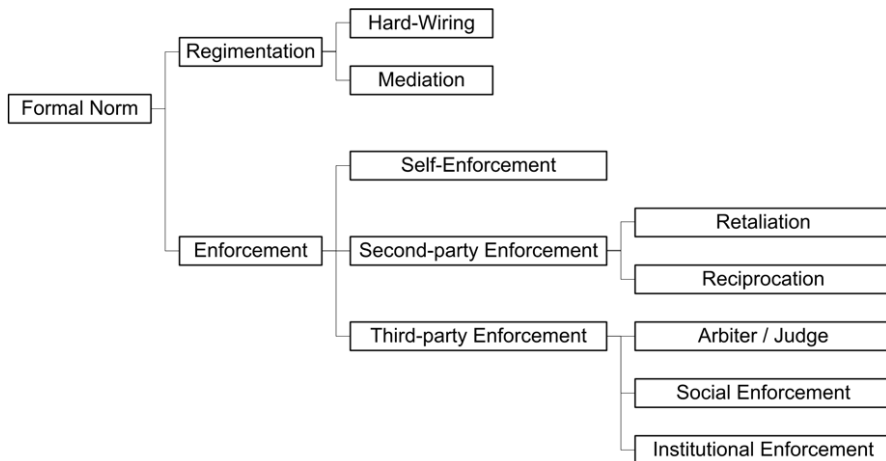 Hard-Wiring
Regimentation
Mediation
Formal Norm
Self-Enforcement
Retaliation
Enforcement
Second-party Enforcement
Reciprocation
Third-party Enforcement
Arbiter / Judge
Social Enforcement
Institutional Enforcement